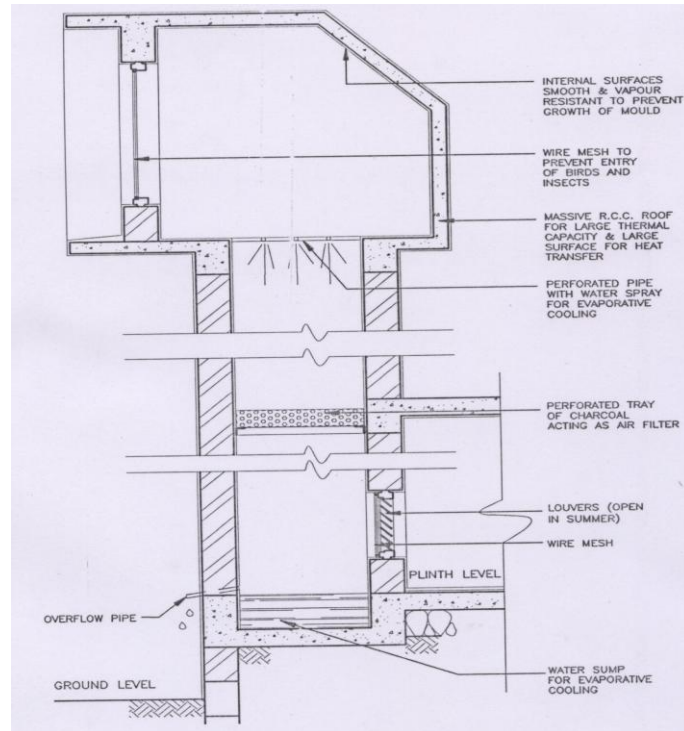 INTERNAL SURFACES
SMOOTH & VAPOUR
RESISTANT TO PREVENT
GROWTH OF MOULD
WIRE MESH TO
PREVENT ENTRY
OF BIRDS AND
INSECTS
MASSIVE R.C.C. ROOF
FOR LARGE THERMAL
CAPACITY & LARGE
SURFACE FOR HEAT
TRANSFER
PERFORATED PIPE
WITH WATER SPRAY
FOR EVAPORATIVE
COOLING
PERFORATED TRAY
OF CHARCOAL
ACTING AS AIR FILTER
LOUVERS (OPEN
IN SUMMER)
WIRE MESH
PLINTH LEVEL
OVERFLOW PIPE
WATER SUMP
FOR EVAPORATIVE
COOLING
GROUND LEVEL